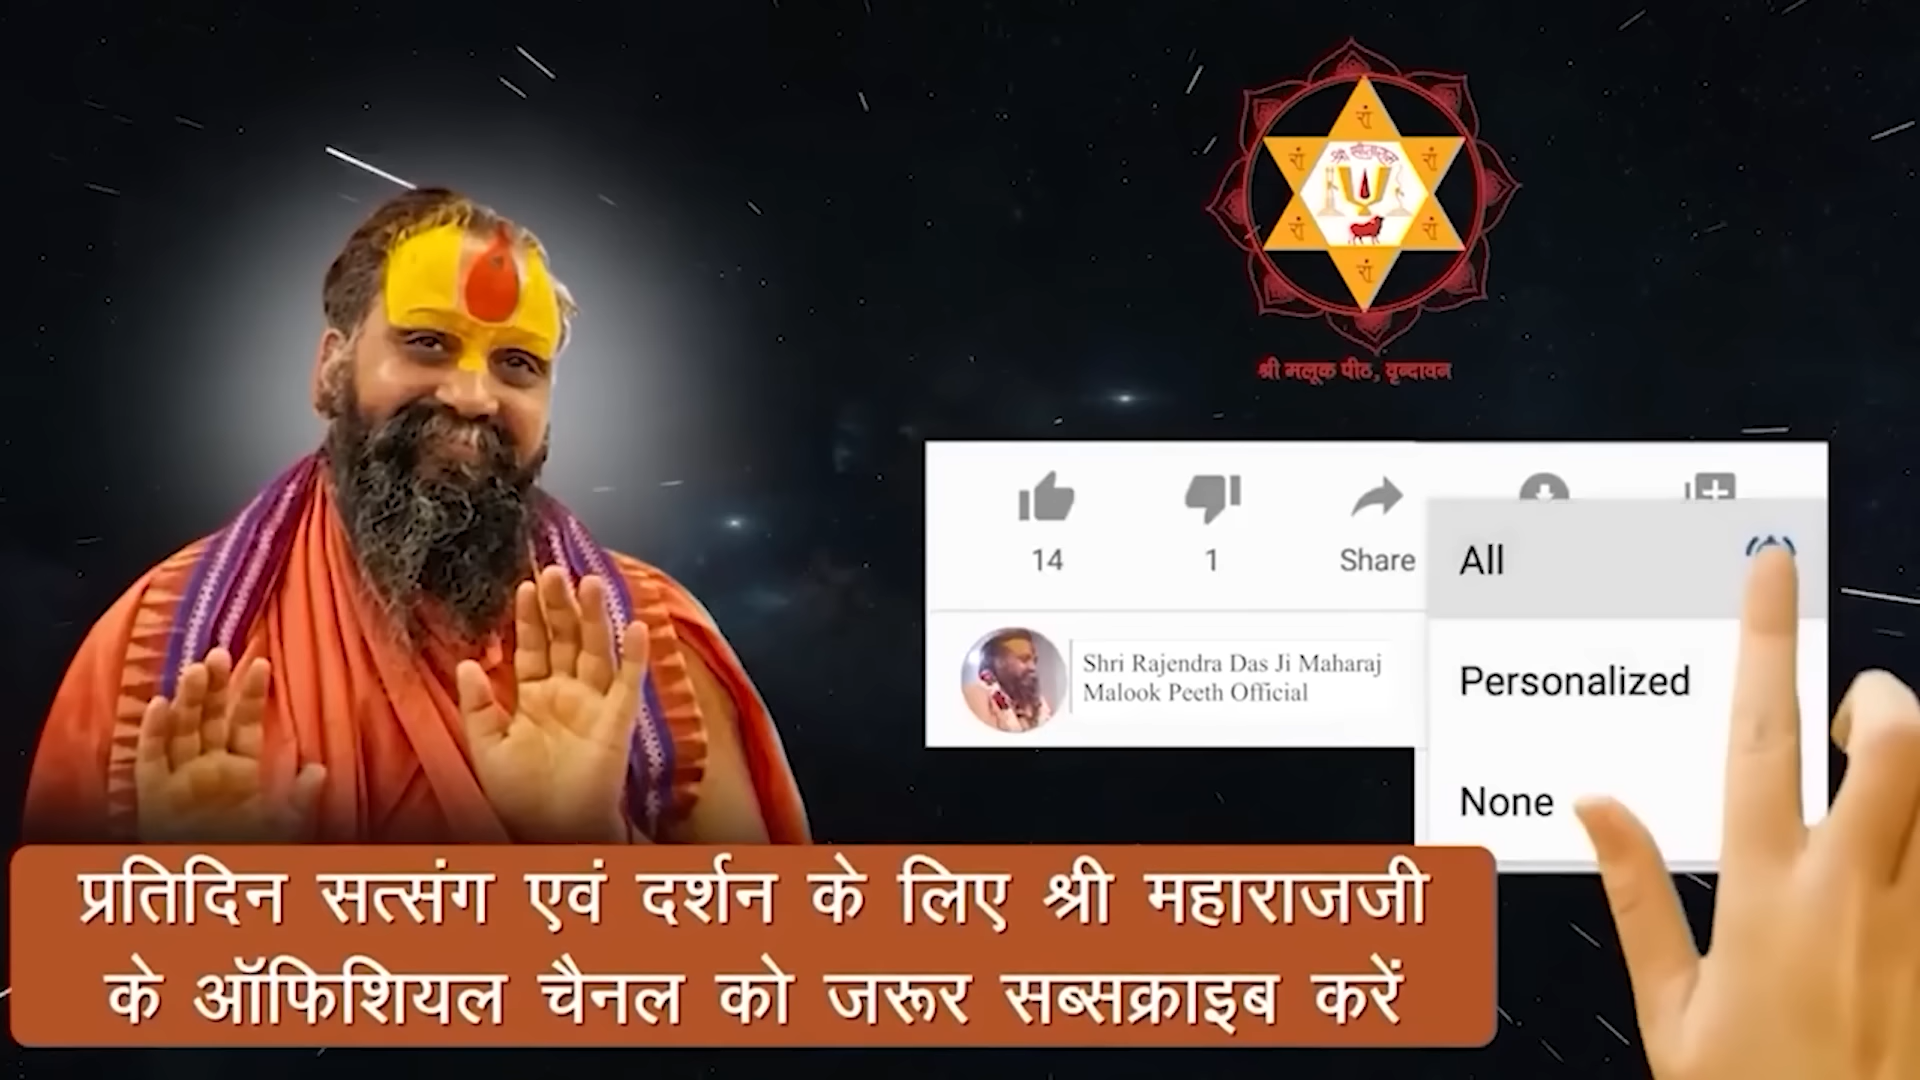 रां
रां
रां
श्री सीताराम
रां
रां
रां
श्री मलूक पीठ, वृन्दावन
14
1
Share
All
Shri Rajendra Das Ji Maharaj
Malook Peeth Official
Personalized
None
प्रतिदिन सत्संग एवं दर्शन के लिए श्री महाराजजी
के ऑफिशियल चैनल को जरूर सब्सक्राइब करें